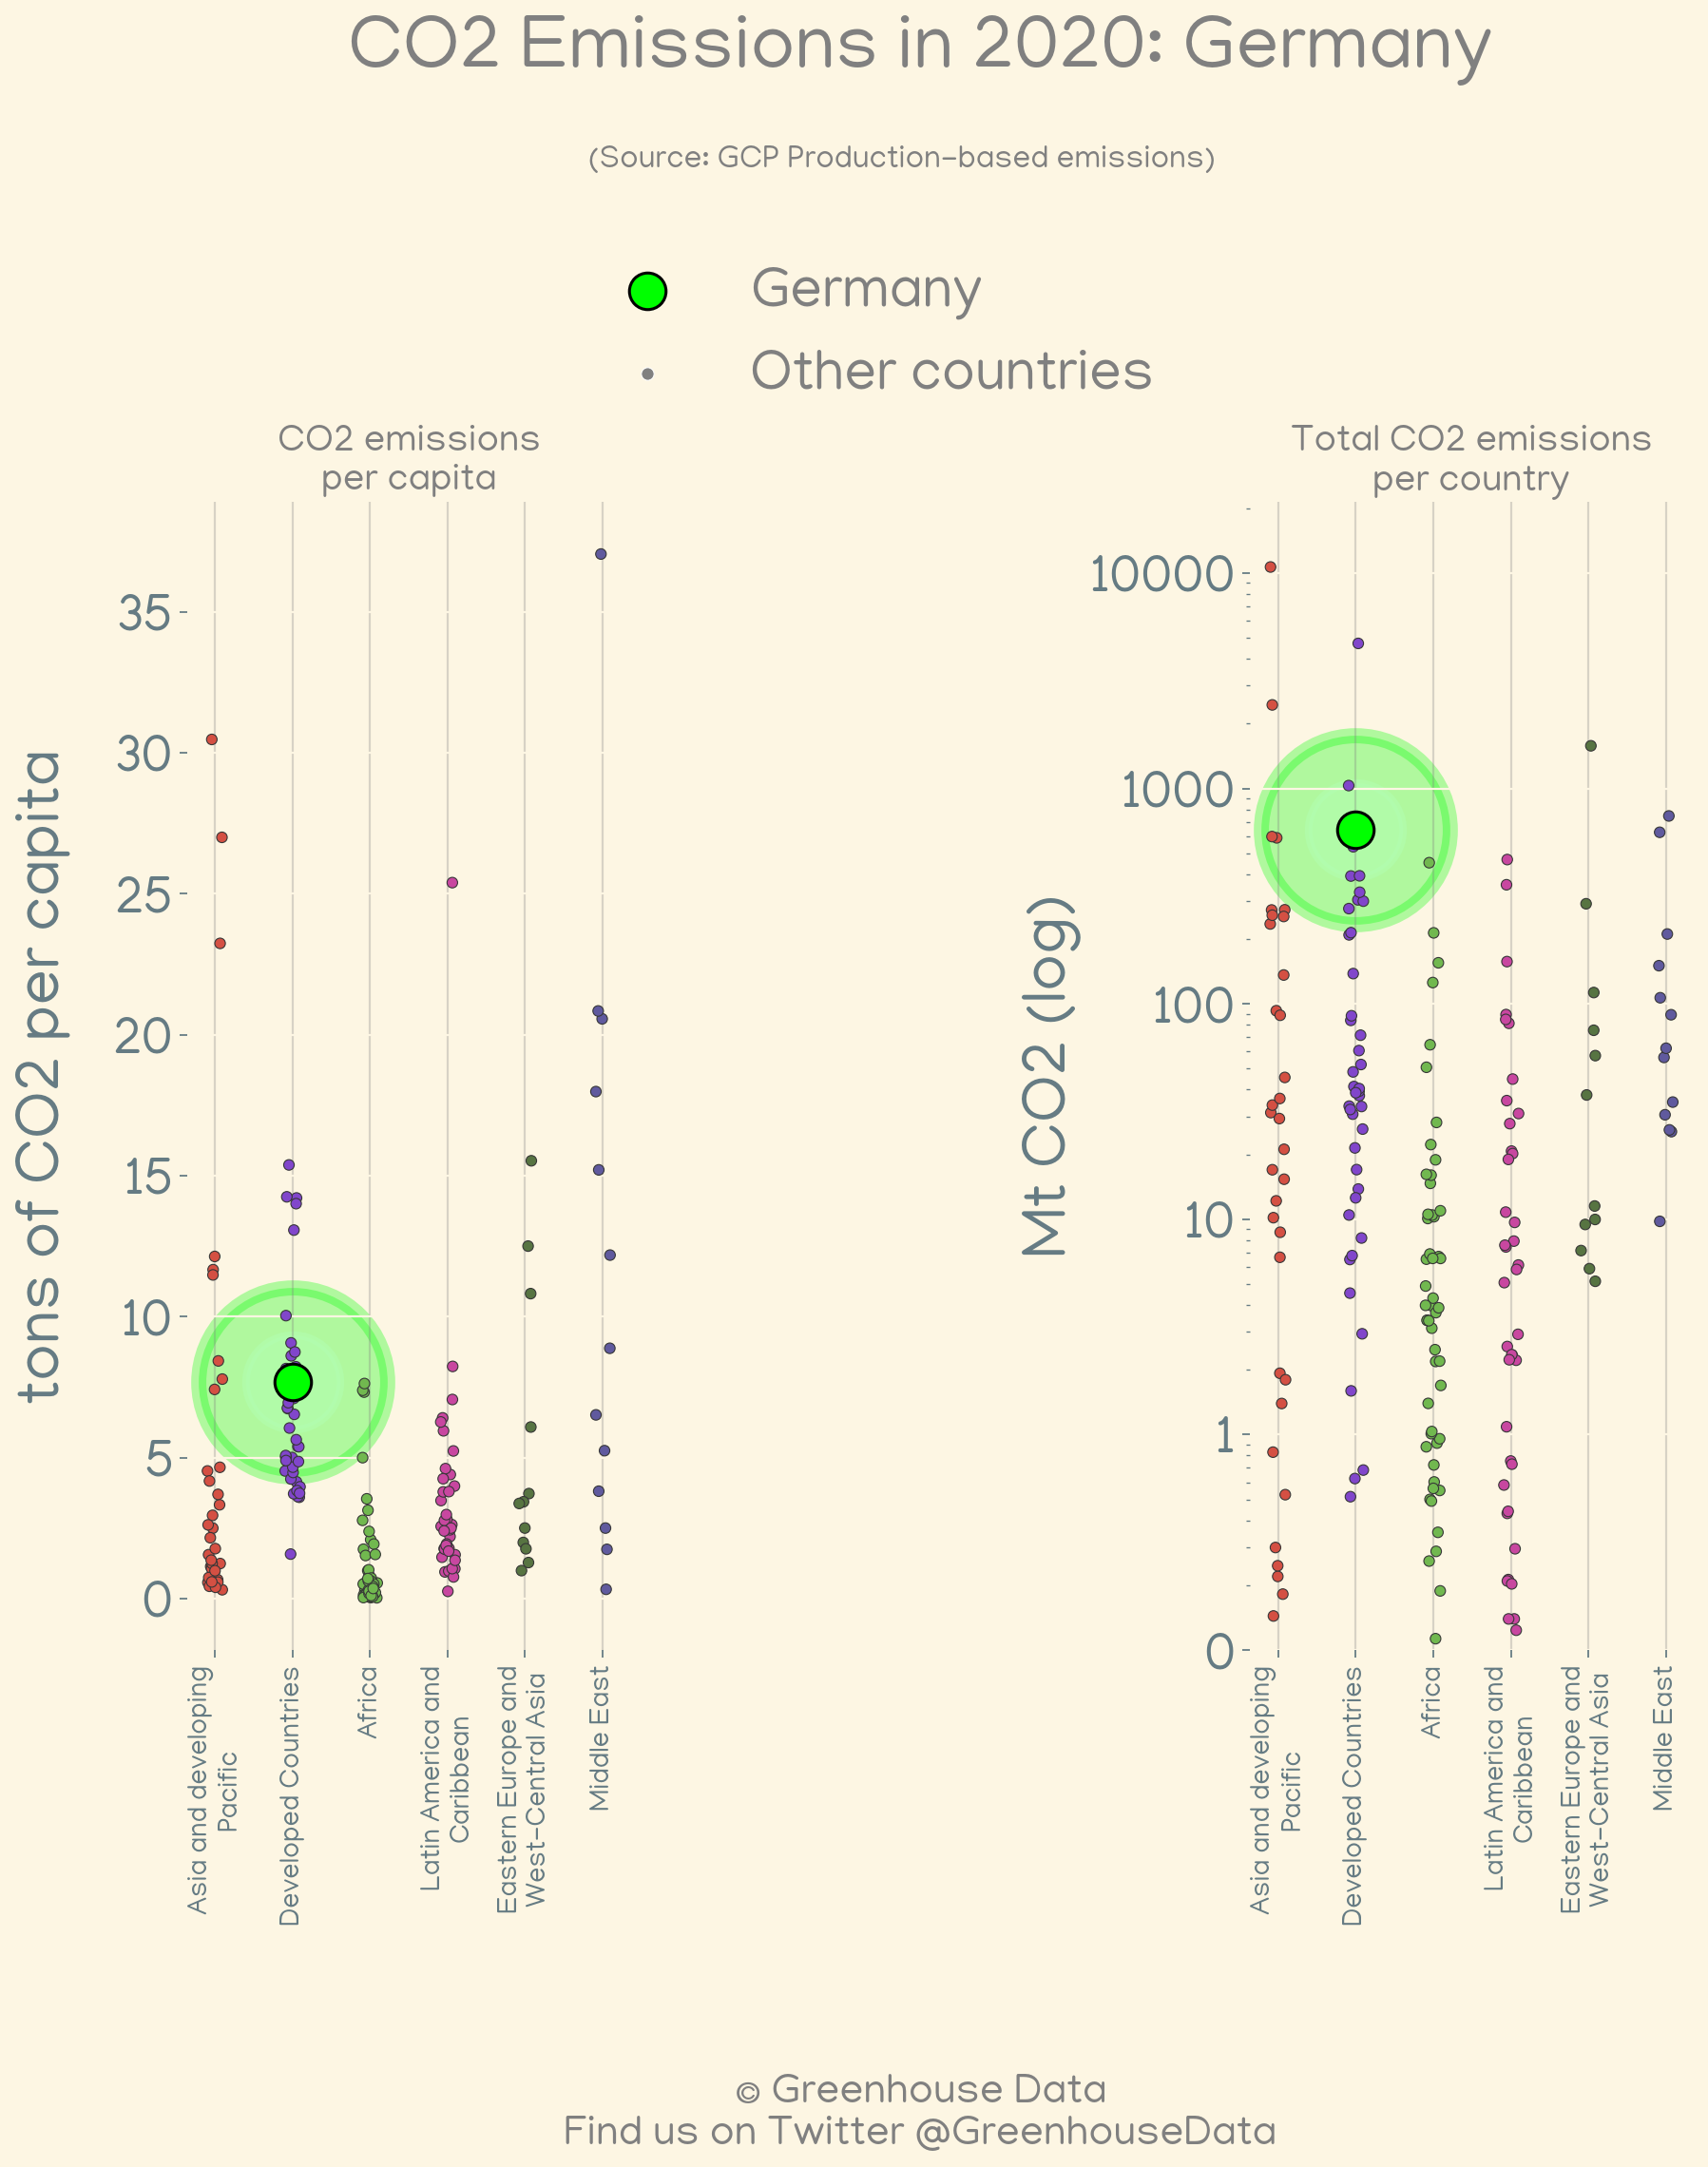 CO2 Emissions in 2020: Germany
(Source: GCP Production-based emissions)
Germany
Other countries
CO2 emissions
per capita
tons of CO2 per capita
35
30
25
20
15
10
5
0
Asia and developing
Pacific
Developed Countries
Africa
Latin America and
Caribbean
Eastern Europe and
West-Central Asia
Middle East
Total CO2 emissions
per country
Mt CO2 (log)
10000
1000
100
10
1
0
Asia and developing
Pacific
Developed Countries
Africa
Latin America and
Caribbean
Eastern Europe and
West-Central Asia
Middle East
© Greenhouse Data
Find us on Twitter @GreenhouseData